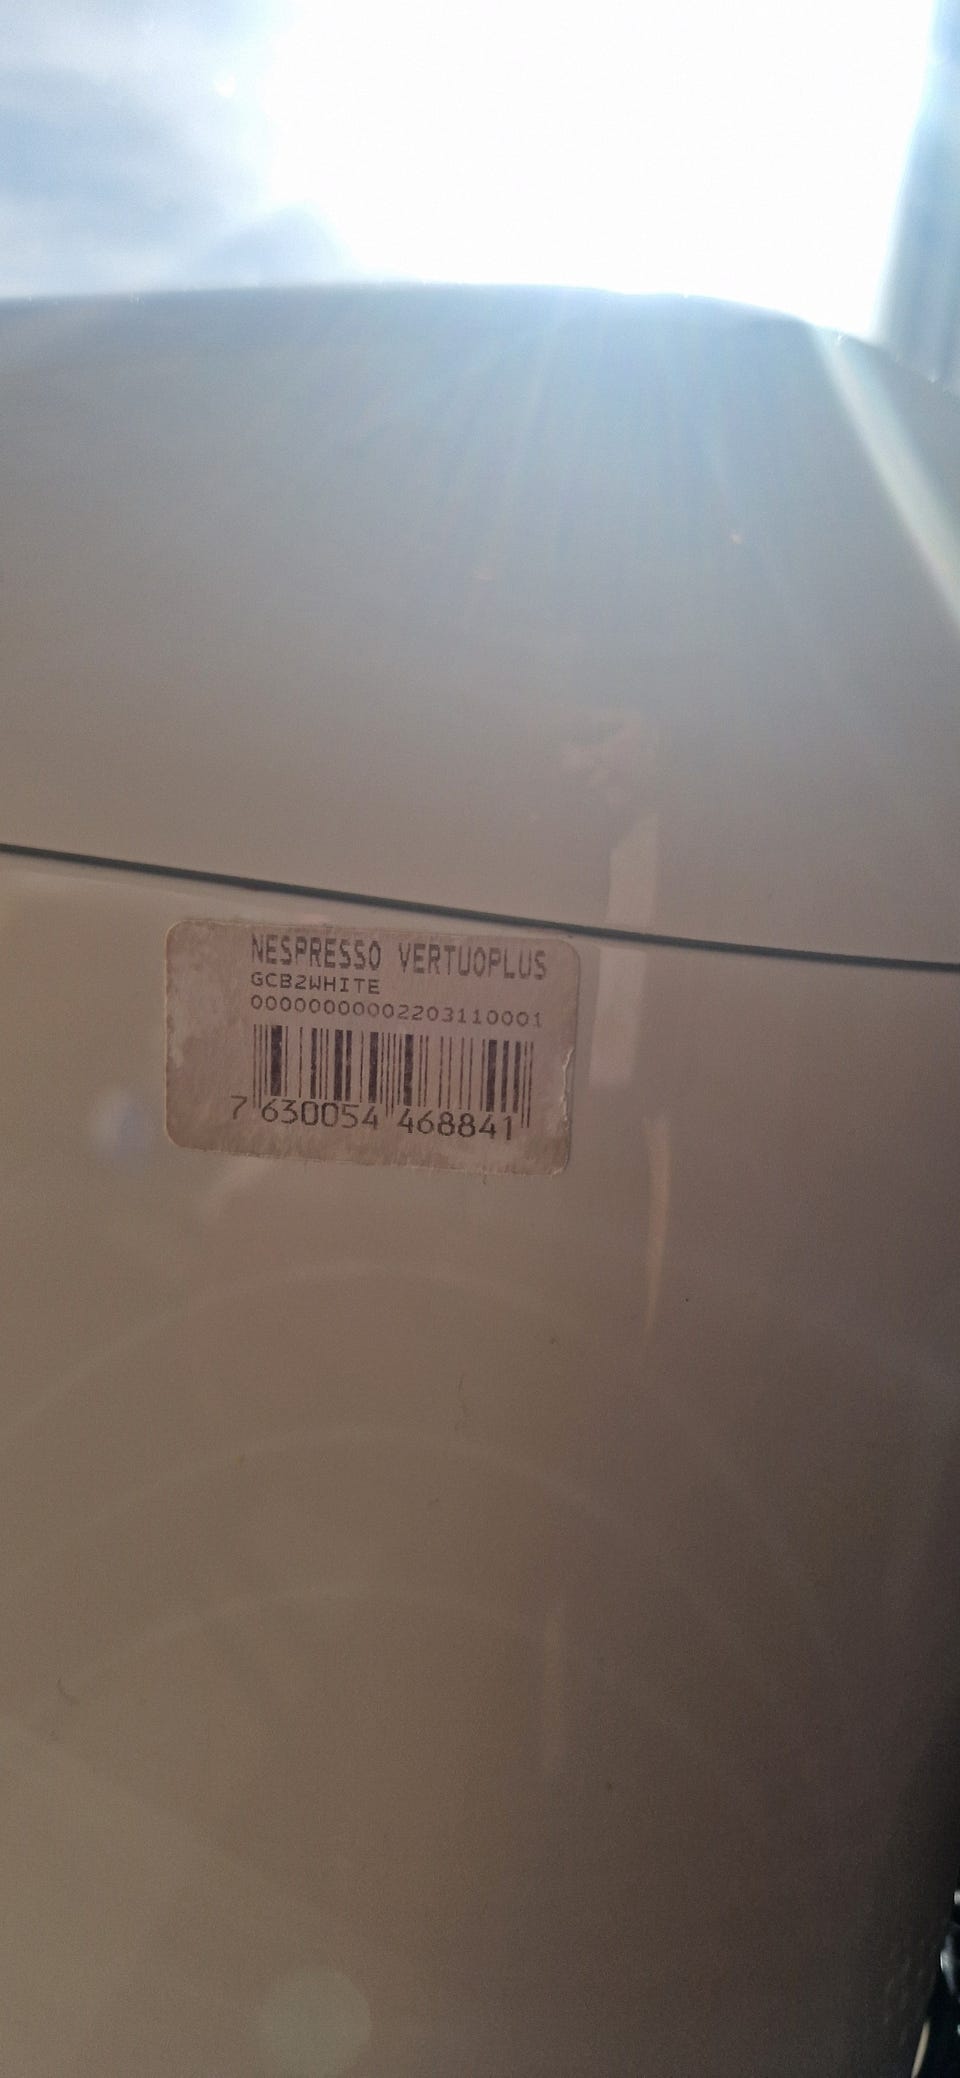 NESPRESSO VERTUOPLUS
GCB2WHITE
00000000002203110001
7 630054 468841